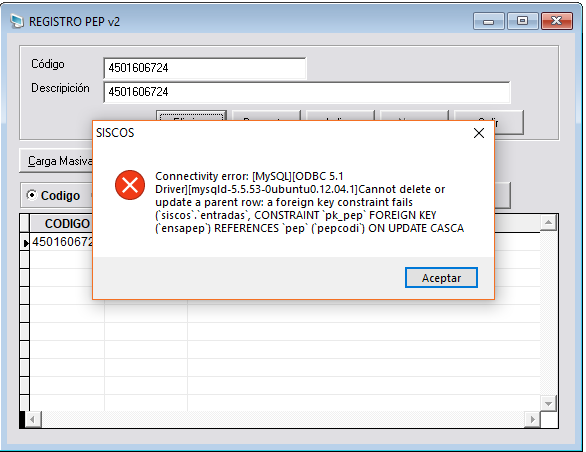 REGISTRO PEP v2
Código
4501606724
Descripición
4501606724
SISCOS
Connectivity error: [MySQL][ODBC 5.1
Driver][mysqld-5.5.53-0ubuntu0.12.04.1]Cannot delete or
update a parent row: a foreign key constraint fails
(`siscos`.`entradas`, CONSTRAINT `pk_pep` FOREIGN KEY
(`ensapep`) REFERENCES `pep` (`pepcodi`) ON UPDATE CASCA
Aceptar
Carga Masiva
Codigo
CODIGO
450160672